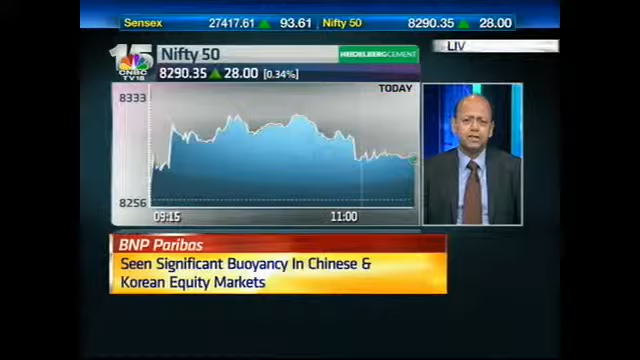 Sensex 27417.61 ▲ 93.61 Nifty 50 8290.35 ▲ 28.00
LIV
15
CNBC
TV18
Nifty 50
HEIDELBERGCEMENT
8290.35 ▲ 28.00 [0.34%]
TODAY
8333
8256
09:15 11:00
BNP Paribas
Seen Significant Buoyancy In Chinese &
Korean Equity Markets